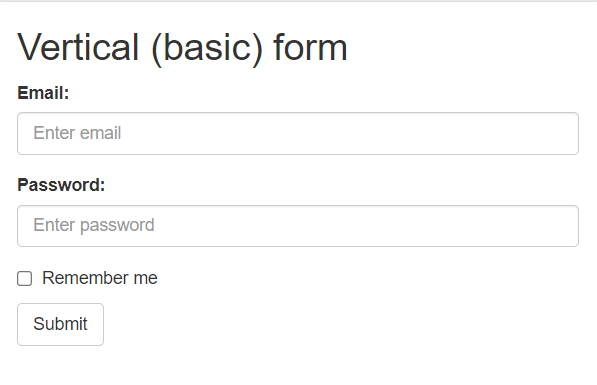 Vertical (basic) form
Email:
Enter email
Password:
Enter password
Remember me
Submit